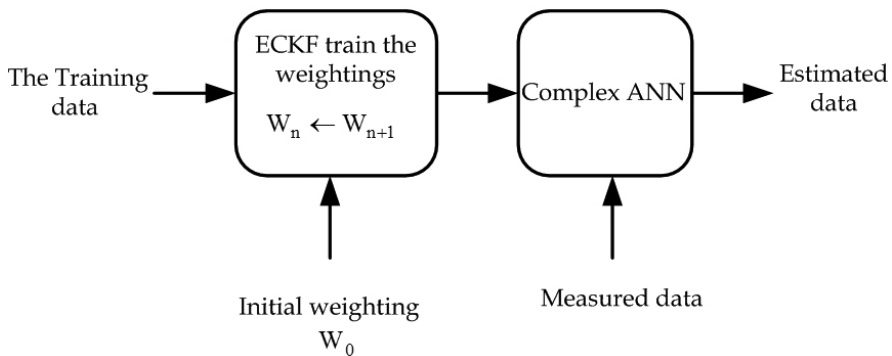 The Training
data
ECKF train the
weightings
Wₙ ← Wₙ₊₁
Initial weighting
W₀
Complex ANN
Measured data
Estimated
data